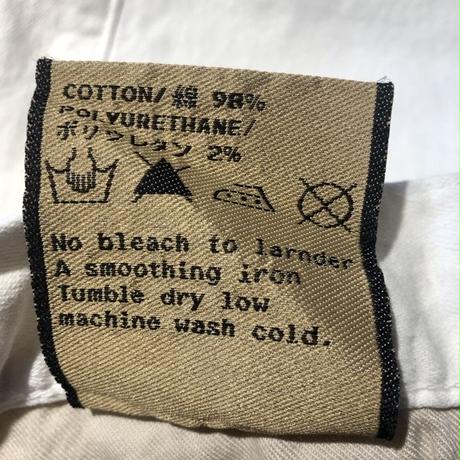 COTTON/綿 98%
POLYURETHANE/
ポリウレタン 2%
No bleach to larnder
A smoothing iron
Tumble dry low
machine wash cold.